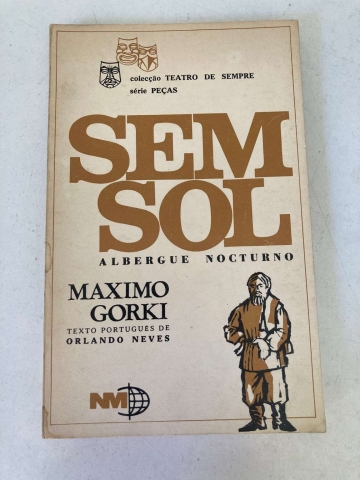 colecção TEATRO DE SEMPRE
série PEÇAS
SEM
SOL
ALBERGUE NOCTURNO
MAXIMO
GORKI
TEXTO PORTUGUÊS DE
ORLANDO NEVES
NM